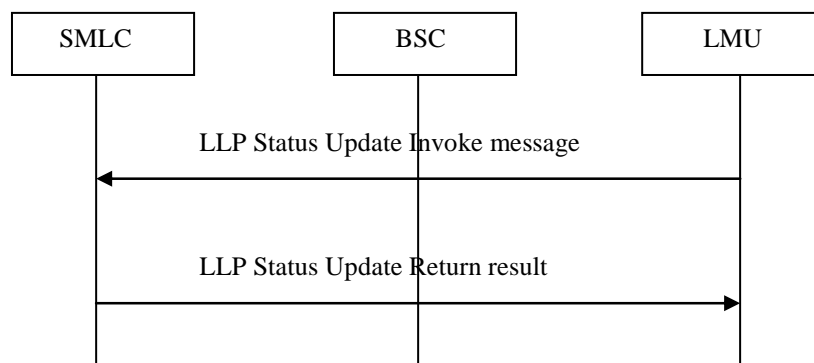 SMLC BSC LMU
LLP Status Update Invoke message
LLP Status Update Return result